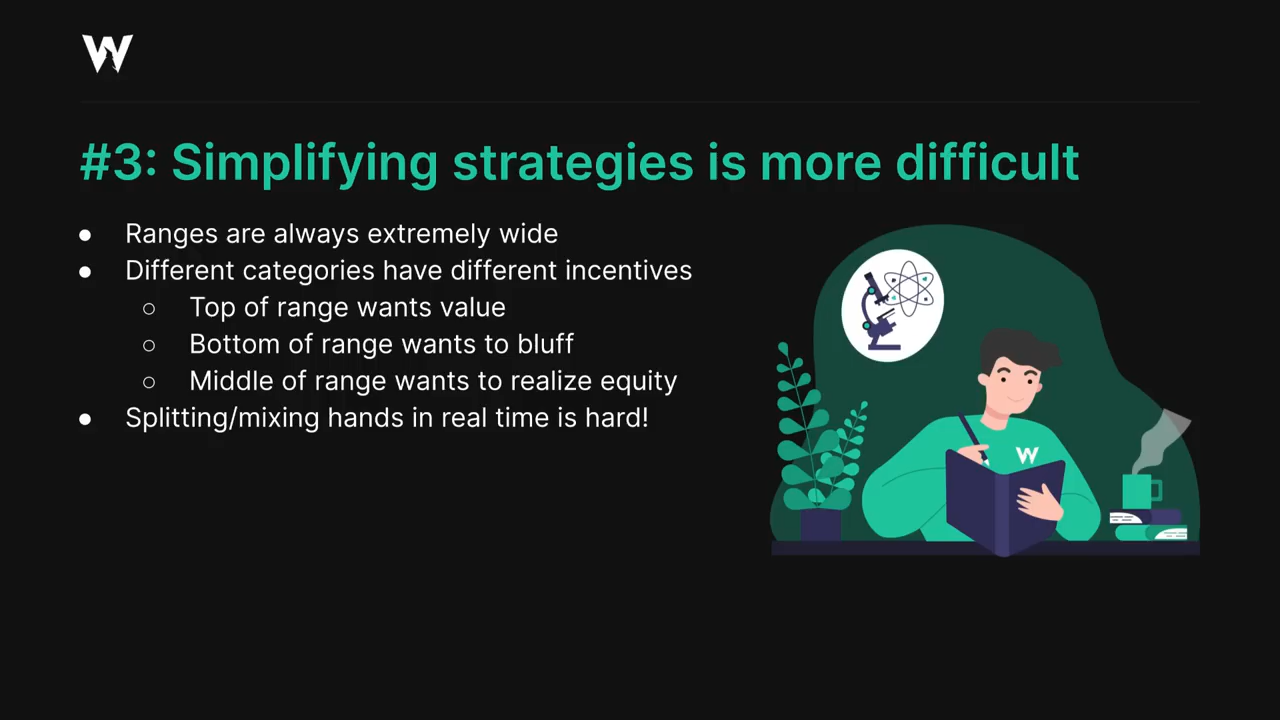 W
#3: Simplifying strategies is more difficult
● Ranges are always extremely wide
● Different categories have different incentives
○ Top of range wants value
○ Bottom of range wants to bluff
○ Middle of range wants to realize equity
● Splitting/mixing hands in real time is hard!
W